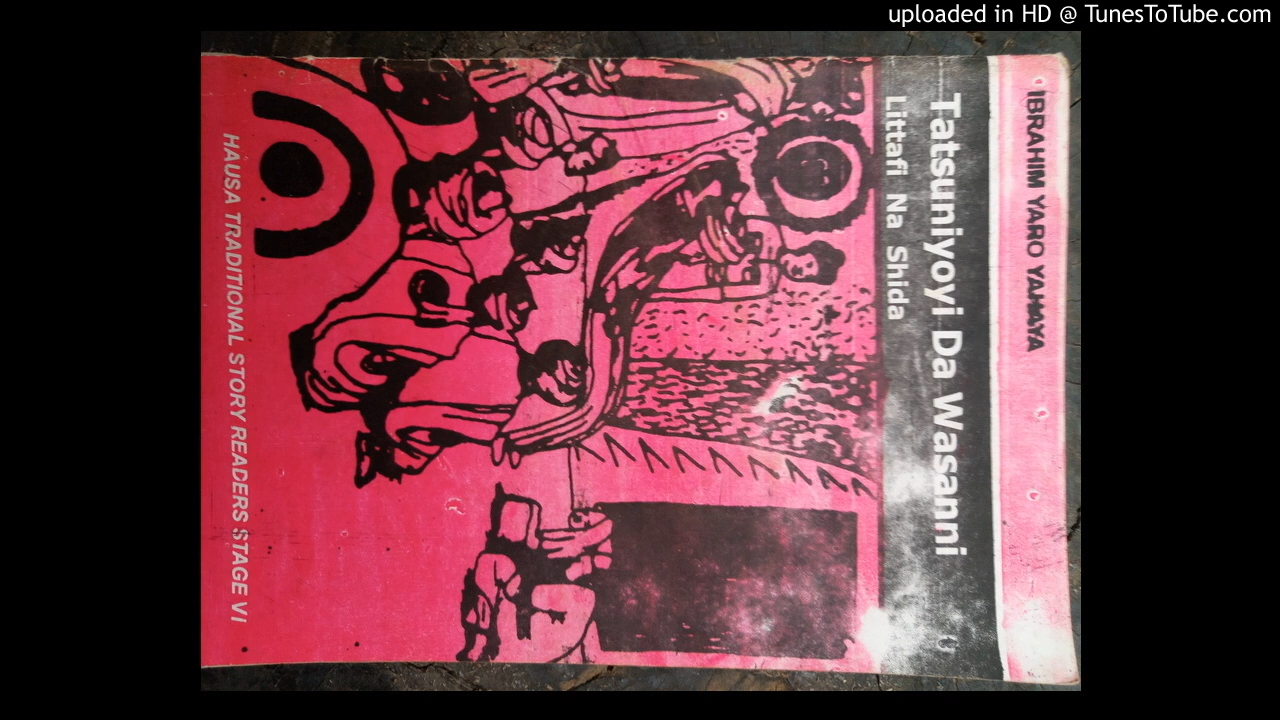 uploaded in HD @ TunesToTube.com
IBRAHIM YARO YAHAYA
Tatsuniyoyi Da Wasanni
Littafi Na Shida
HAUSA TRADITIONAL STORY READERS STAGE VI